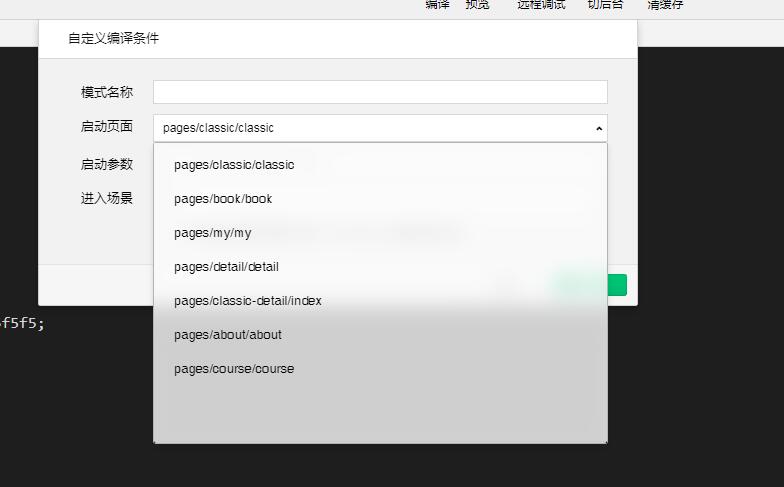 编译 预览 远程调试 切后台 清缓存
自定义编译条件
模式名称
启动页面 pages/classic/classic
启动参数
进入场景
pages/classic/classic
pages/book/book
pages/my/my
pages/detail/detail
pages/classic-detail/index
pages/about/about
pages/course/course
f5f5;